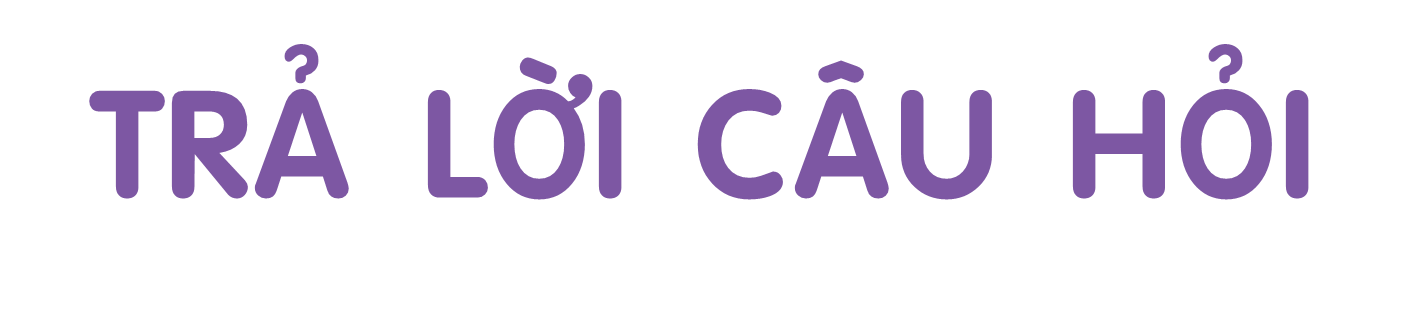 TRẢ LỜI CÂU HỎI